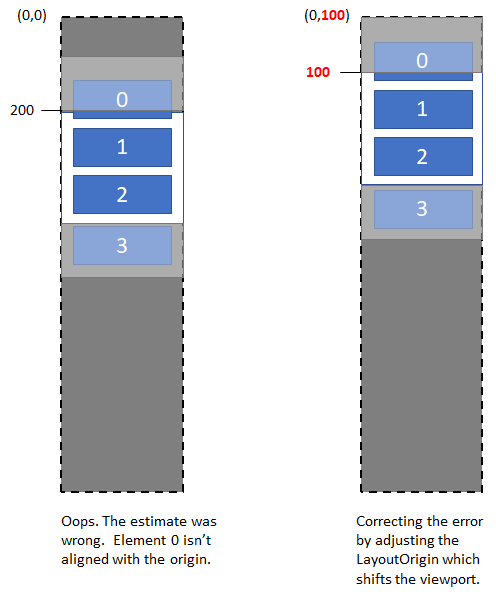 (0,0)
0
200
1
2
3
Oops. The estimate was
wrong.  Element 0 isn't
aligned with the origin.
(0,100)
0
100
1
2
3
Correcting the error
by adjusting the
LayoutOrigin which
shifts the viewport.